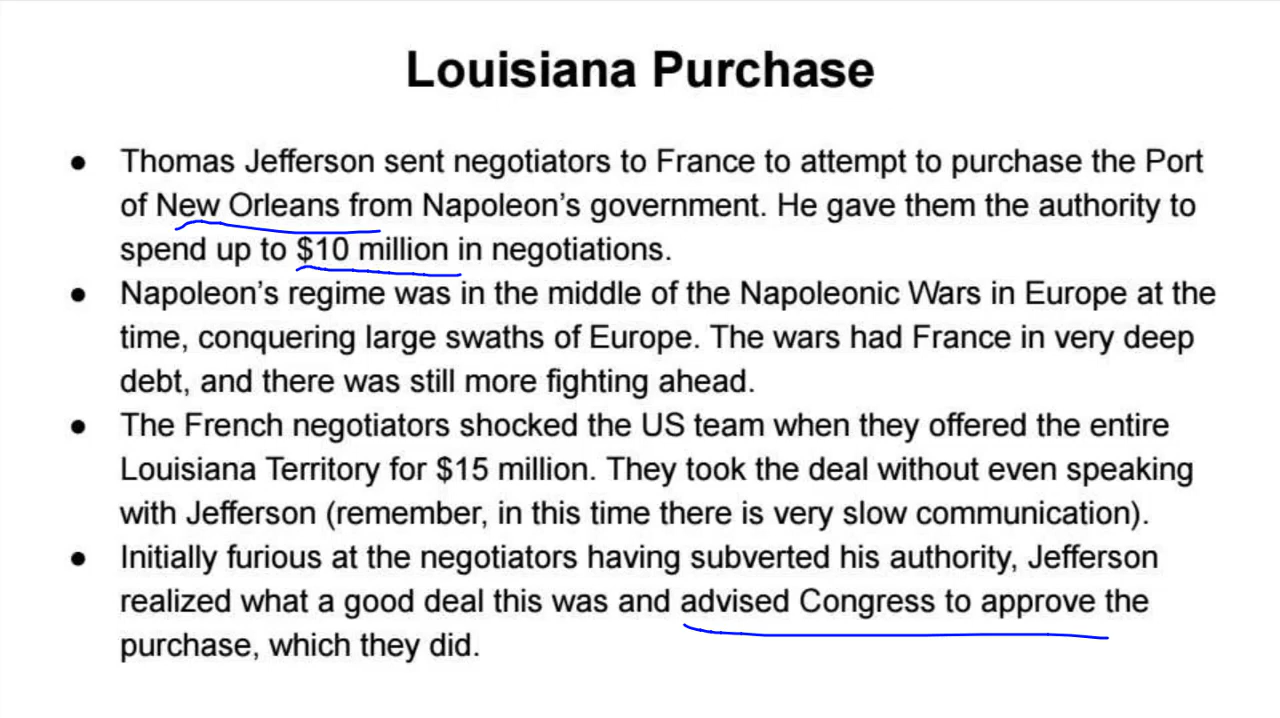 Louisiana Purchase
● Thomas Jefferson sent negotiators to France to attempt to purchase the Port
of New Orleans from Napoleon’s government. He gave them the authority to
spend up to $10 million in negotiations.
● Napoleon’s regime was in the middle of the Napoleonic Wars in Europe at the
time, conquering large swaths of Europe. The wars had France in very deep
debt, and there was still more fighting ahead.
● The French negotiators shocked the US team when they offered the entire
Louisiana Territory for $15 million. They took the deal without even speaking
with Jefferson (remember, in this time there is very slow communication).
● Initially furious at the negotiators having subverted his authority, Jefferson
realized what a good deal this was and advised Congress to approve the
purchase, which they did.